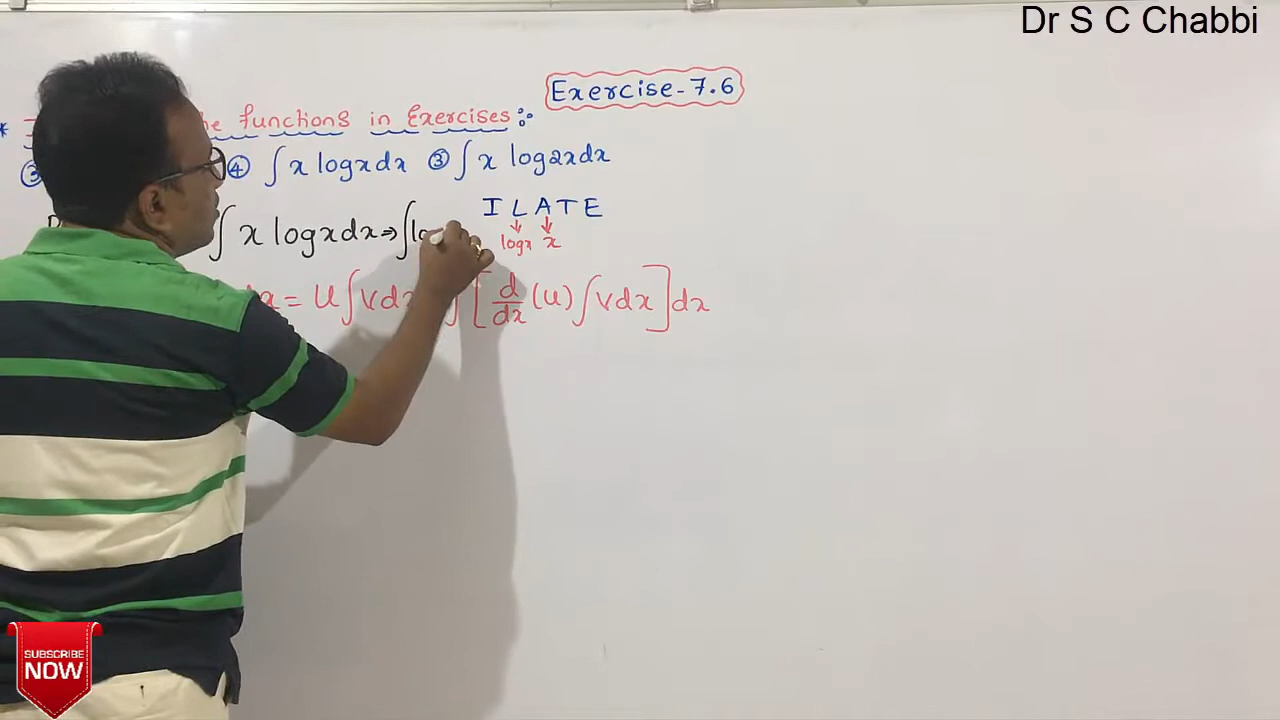 Dr S C Chabbi
Exercise-7.6
functions in Exercises :-
④ ∫ x logx dx ③ ∫ x log2x dx
I L A T E
∫ x logx dx ⇒ ∫ lo
logx x
= U ∫ V dx ∫ [ d/dx (u) ∫ v dx ] dx
SUBSCRIBE
NOW